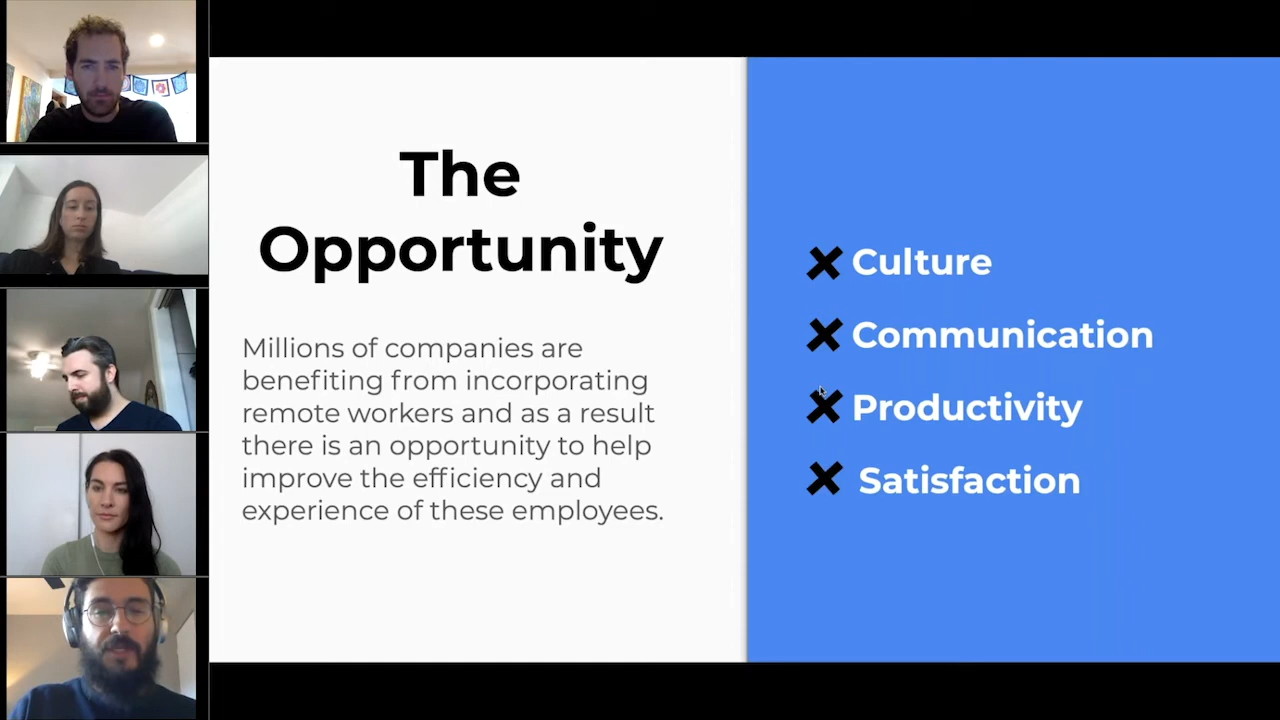 The
Opportunity
Millions of companies are
benefiting from incorporating
remote workers and as a result
there is an opportunity to help
improve the efficiency and
experience of these employees.
Culture
Communication
Productivity
Satisfaction